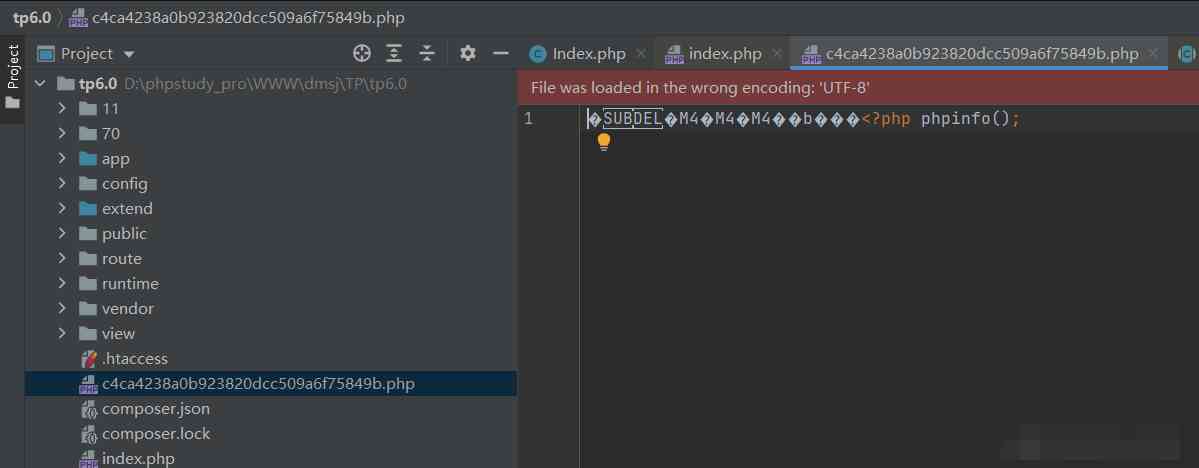 tp6.0 c4ca4238a0b923820dcc509a6f75849b.php
Project
Project
Index.php
index.php
c4ca4238a0b923820dcc509a6f75849b.php
tp6.0 D:\phpstudy_pro\WWW\dmsj\TP\tp6.0
File was loaded in the wrong encoding: 'UTF-8'
11
1 �SUBDEL�M4�M4�M4��b���<?php phpinfo();
70
app
config
extend
public
route
runtime
vendor
view
.htaccess
c4ca4238a0b923820dcc509a6f75849b.php
composer.json
composer.lock
index.php